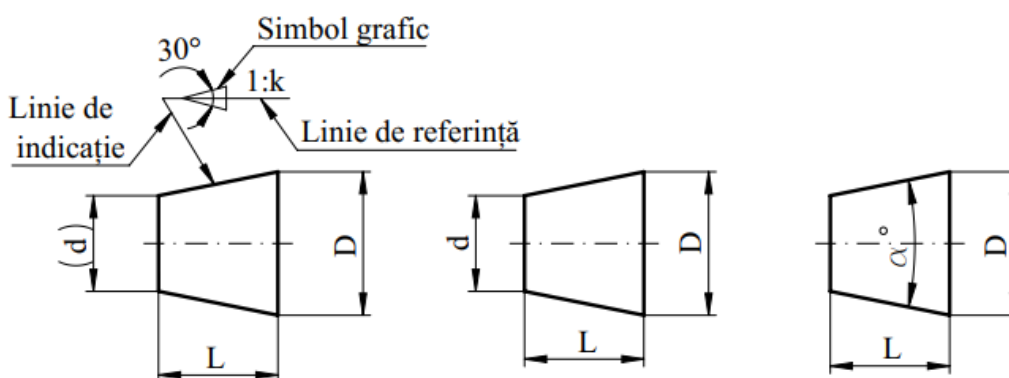 Simbol grafic
30°
1:k
Linie de
indicație
Linie de referință
(d)
D
L
d
D
L
α°
D
L